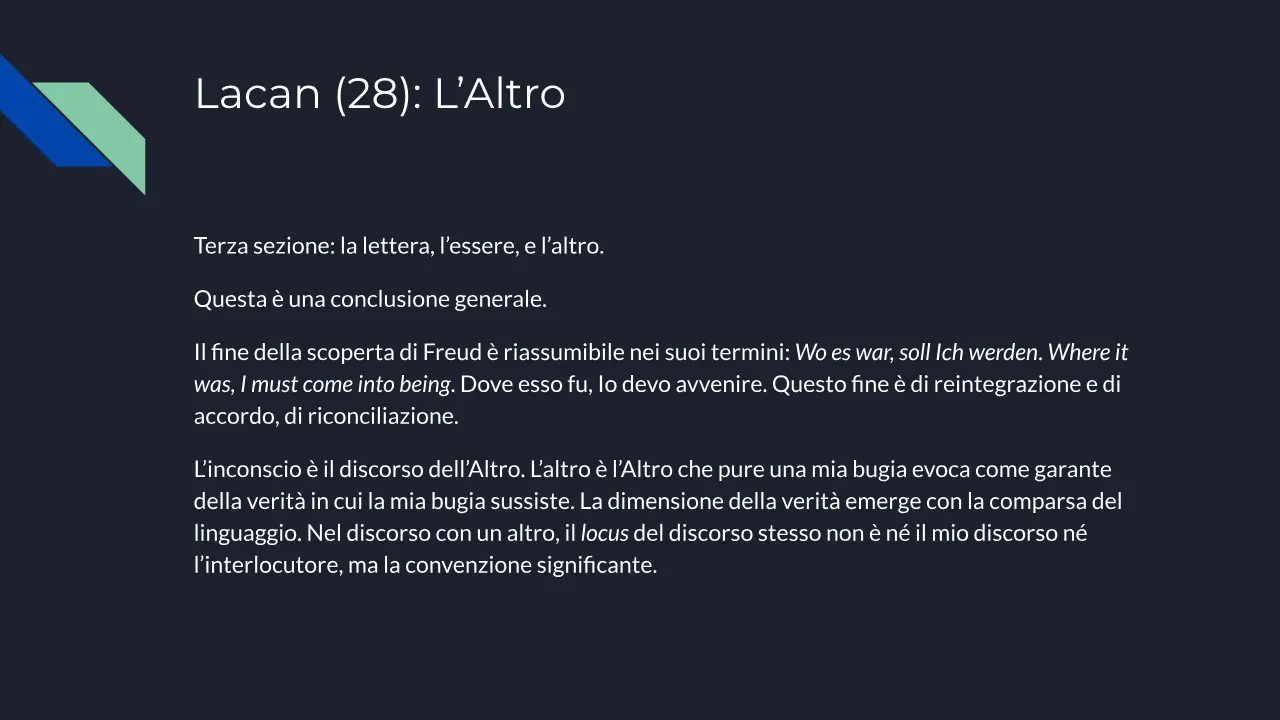 Lacan (28): L’Altro
Terza sezione: la lettera, l’essere, e l’altro.
Questa è una conclusione generale.
Il fine della scoperta di Freud è riassumibile nei suoi termini: Wo es war, soll Ich werden. Where it
was, I must come into being. Dove esso fu, Io devo avvenire. Questo fine è di reintegrazione e di
accordo, di riconciliazione.
L’inconscio è il discorso dell’Altro. L’altro è l’Altro che pure una mia bugia evoca come garante
della verità in cui la mia bugia sussiste. La dimensione della verità emerge con la comparsa del
linguaggio. Nel discorso con un altro, il locus del discorso stesso non è né il mio discorso né
l’interlocutore, ma la convenzione significante.